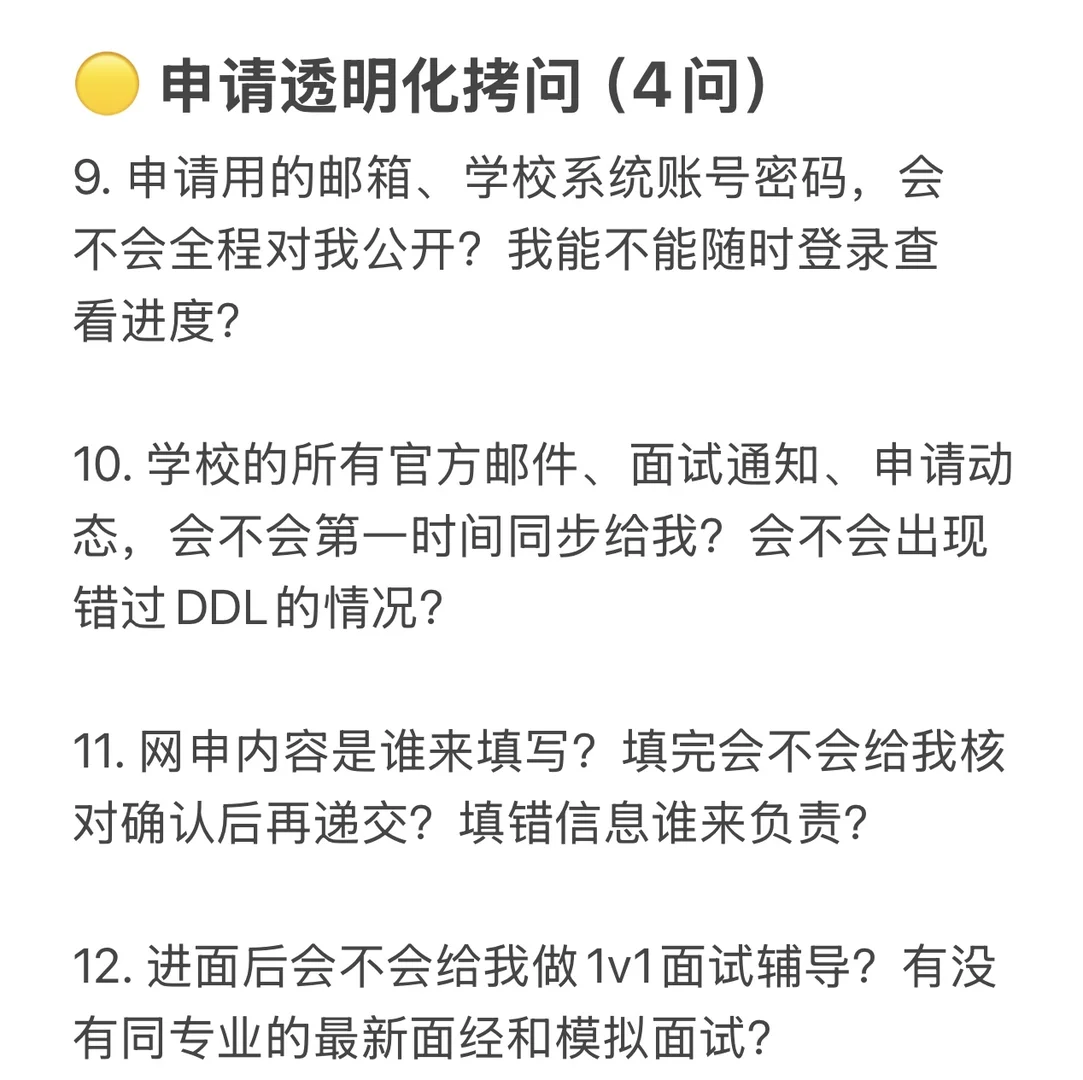 🟡 申请透明化拷问（4问）
9. 申请用的邮箱、学校系统账号密码，会
不会全程对我公开？我能不能随时登录查
看进度？
10. 学校的所有官方邮件、面试通知、申请动
态，会不会第一时间同步给我？会不会出现
错过DDL的情况？
11. 网申内容是谁来填写？填完会不会给我核
对确认后再递交？填错信息谁来负责？
12. 进面后会不会给我做1v1面试辅导？有没
有同专业的最新面经和模拟面试？